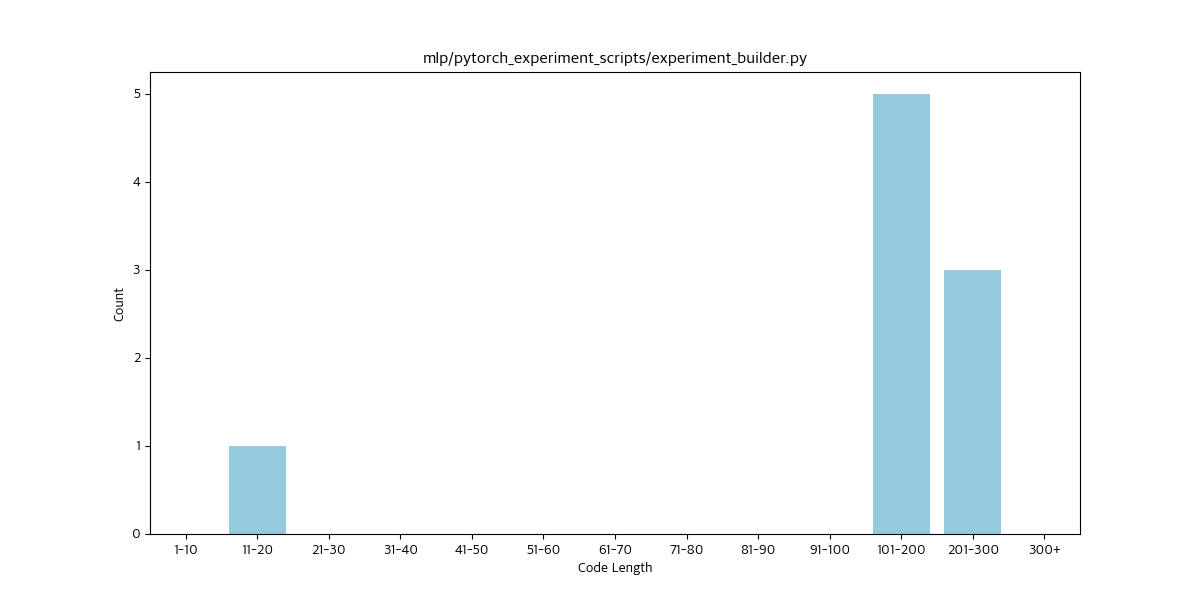 mlp/pytorch_experiment_scripts/experiment_builder.py
5
4
3
2
1
0
Count
1-10 11-20 21-30 31-40 41-50 51-60 61-70 71-80 81-90 91-100 101-200 201-300 300+
Code Length